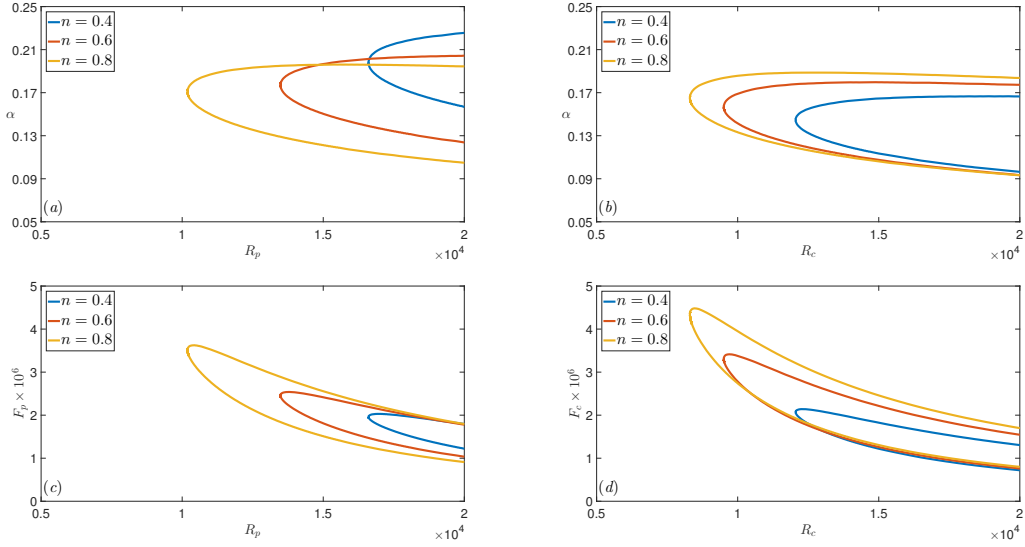 0.25
0.21
0.17
0.13
0.09
0.05
α
n = 0.4
n = 0.6
n = 0.8
(a)
0.5 1 1.5 2
R_p
×10^4
0.25
0.21
0.17
0.13
0.09
0.05
α
n = 0.4
n = 0.6
n = 0.8
(b)
0.5 1 1.5 2
R_c
×10^4
5
4
3
2
1
0
F_p × 10^6
n = 0.4
n = 0.6
n = 0.8
(c)
0.5 1 1.5 2
R_p
×10^4
5
4
3
2
1
0
F_c × 10^6
n = 0.4
n = 0.6
n = 0.8
(d)
0.5 1 1.5 2
R_c
×10^4